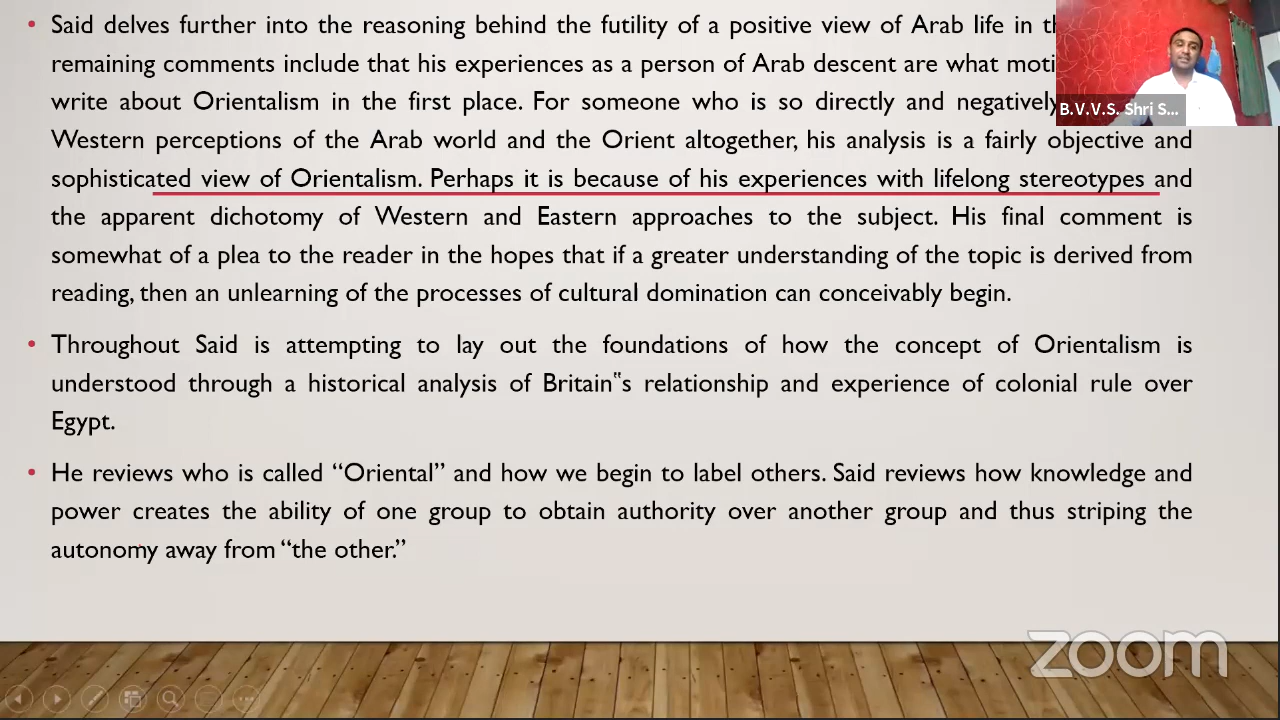 • Said delves further into the reasoning behind the futility of a positive view of Arab life in
remaining comments include that his experiences as a person of Arab descent are what
write about Orientalism in the first place. For someone who is so directly and negatively
Western perceptions of the Arab world and the Orient altogether, his analysis is a fairly objective and
sophisticated view of Orientalism. Perhaps it is because of his experiences with lifelong stereotypes and
the apparent dichotomy of Western and Eastern approaches to the subject. His final comment is
somewhat of a plea to the reader in the hopes that if a greater understanding of the topic is derived from
reading, then an unlearning of the processes of cultural domination can conceivably begin.
• Throughout Said is attempting to lay out the foundations of how the concept of Orientalism is
understood through a historical analysis of Britain‟s relationship and experience of colonial rule over
Egypt.
• He reviews who is called “Oriental” and how we begin to label others. Said reviews how knowledge and
power creates the ability of one group to obtain authority over another group and thus striping the
autonomy away from “the other.”
B.V.V.S. Shri S...
zoom